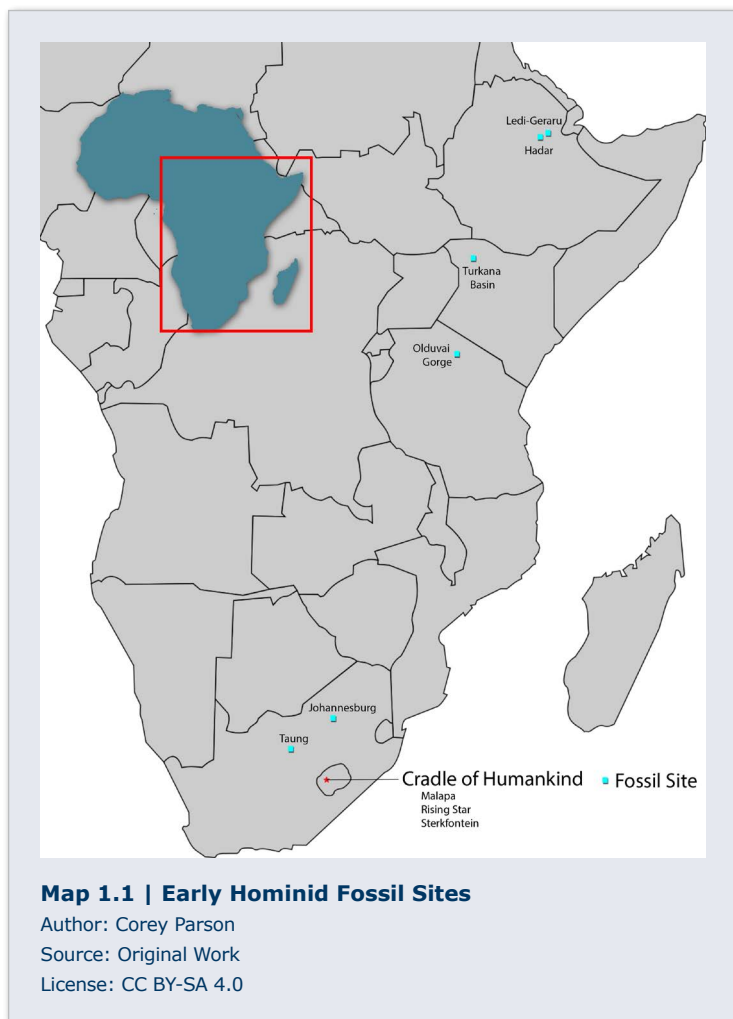 Ledi-Geraru
Hadar
Turkana
Basin
Olduvai
Gorge
Johannesburg
Taung
Cradle of Humankind
Malapa
Rising Star
Sterkfontein
Fossil Site
Map 1.1 | Early Hominid Fossil Sites
Author: Corey Parson
Source: Original Work
License: CC BY-SA 4.0